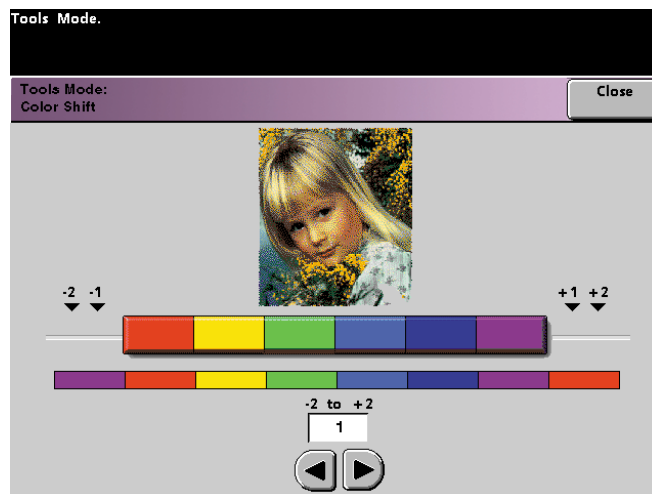 Tools Mode.
Tools Mode:
Color Shift
Close
-2 -1
+1 +2
-2 to +2
1